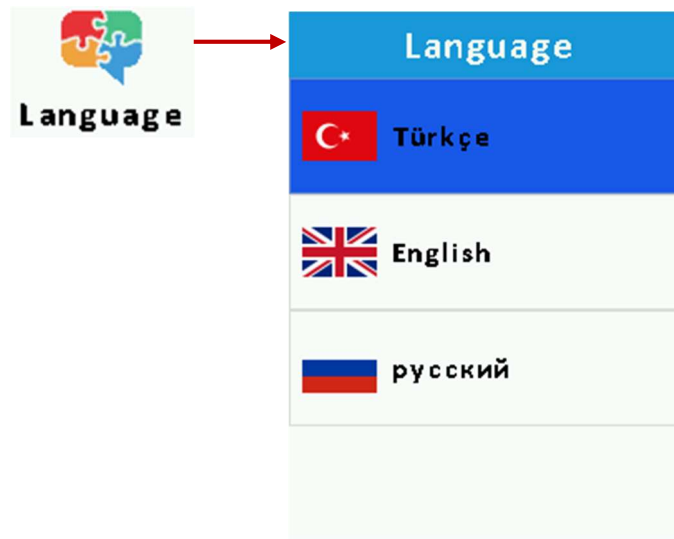 Language
Language
Türkçe
English
русский